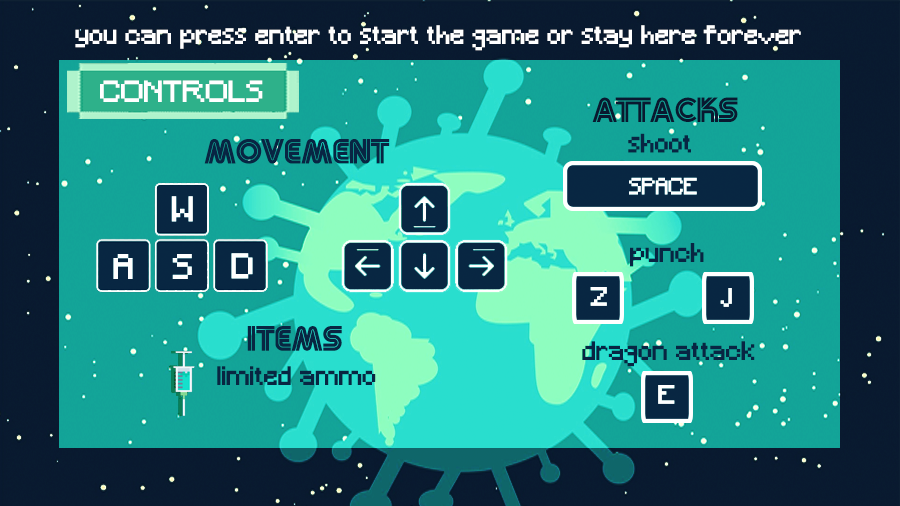 you can press enter to start the game or stay here forever
CONTROLS
MOVEMENT
W
A S D
↑
← ↓ →
ITEMS
limited ammo
ATTACKS
shoot
SPACE
punch
Z J
dragon attack
E